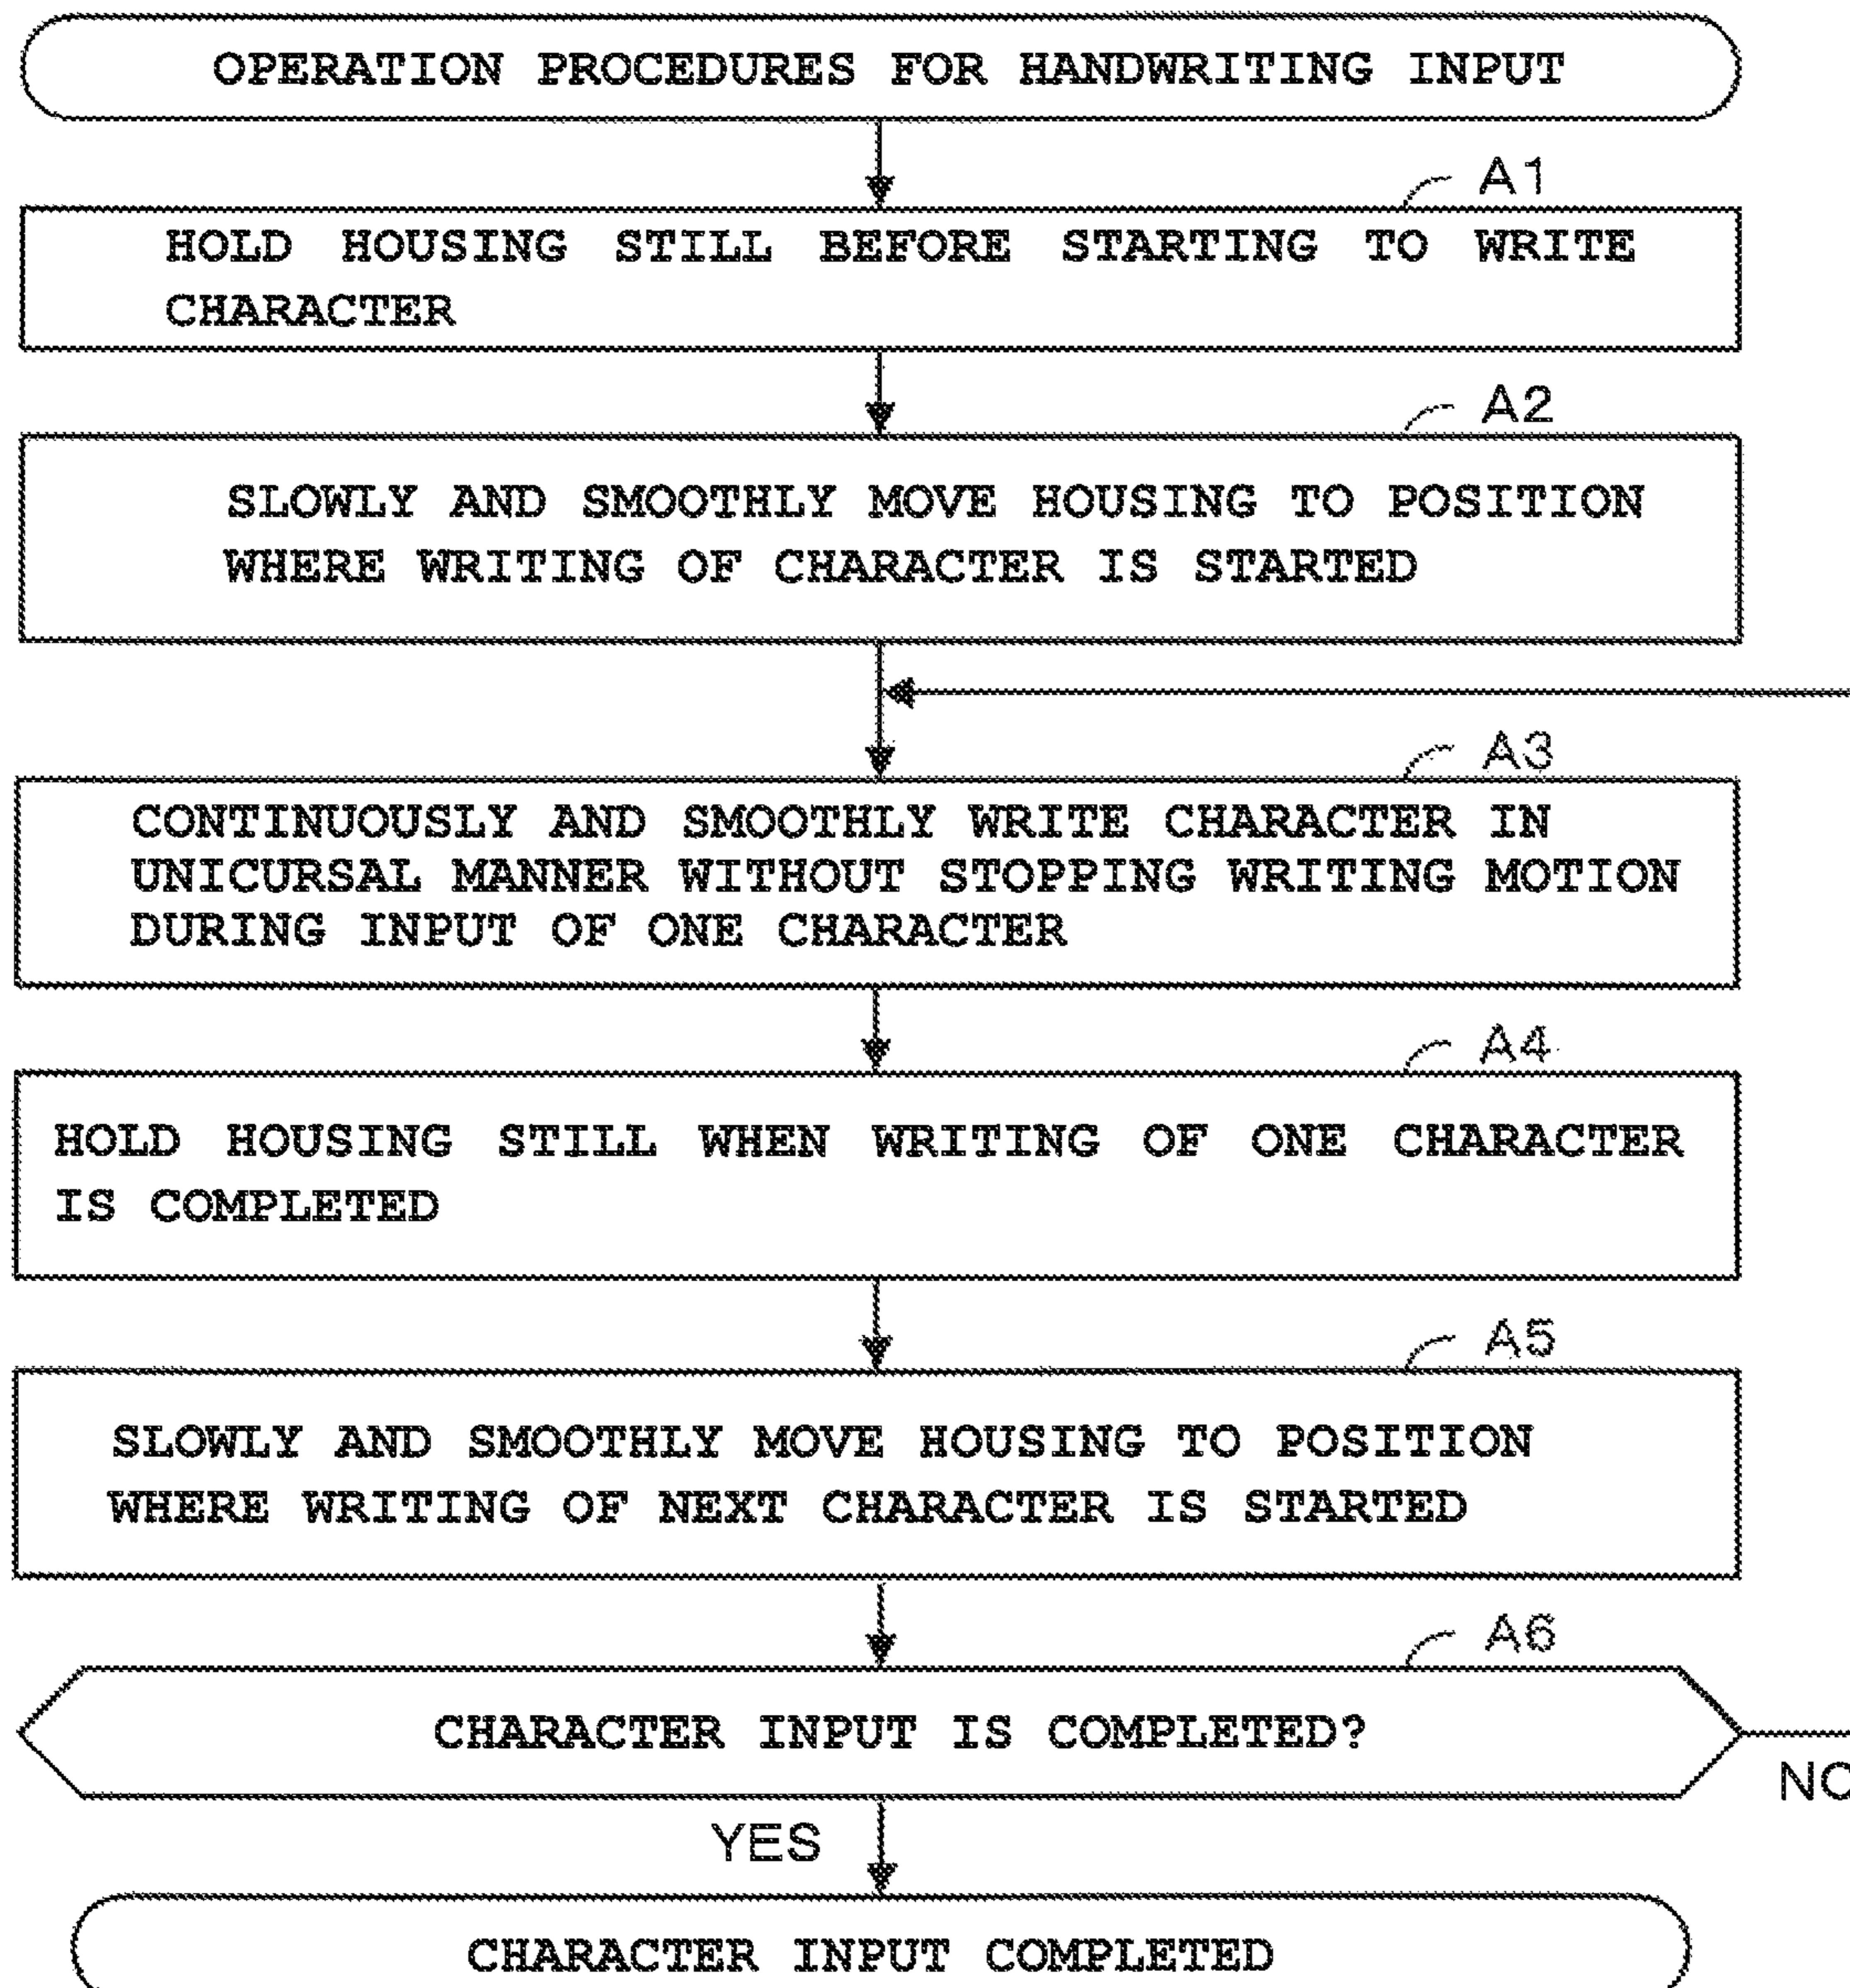 OPERATION PROCEDURES FOR HANDWRITING INPUT
A1
HOLD HOUSING STILL BEFORE STARTING TO WRITE
CHARACTER
A2
SLOWLY AND SMOOTHLY MOVE HOUSING TO POSITION
WHERE WRITING OF CHARACTER IS STARTED
A3
CONTINUOUSLY AND SMOOTHLY WRITE CHARACTER IN
UNICURSAL MANNER WITHOUT STOPPING WRITING MOTION
DURING INPUT OF ONE CHARACTER
A4
HOLD HOUSING STILL WHEN WRITING OF ONE CHARACTER
IS COMPLETED
A5
SLOWLY AND SMOOTHLY MOVE HOUSING TO POSITION
WHERE WRITING OF NEXT CHARACTER IS STARTED
A6
CHARACTER INPUT IS COMPLETED?
NO
YES
CHARACTER INPUT COMPLETED